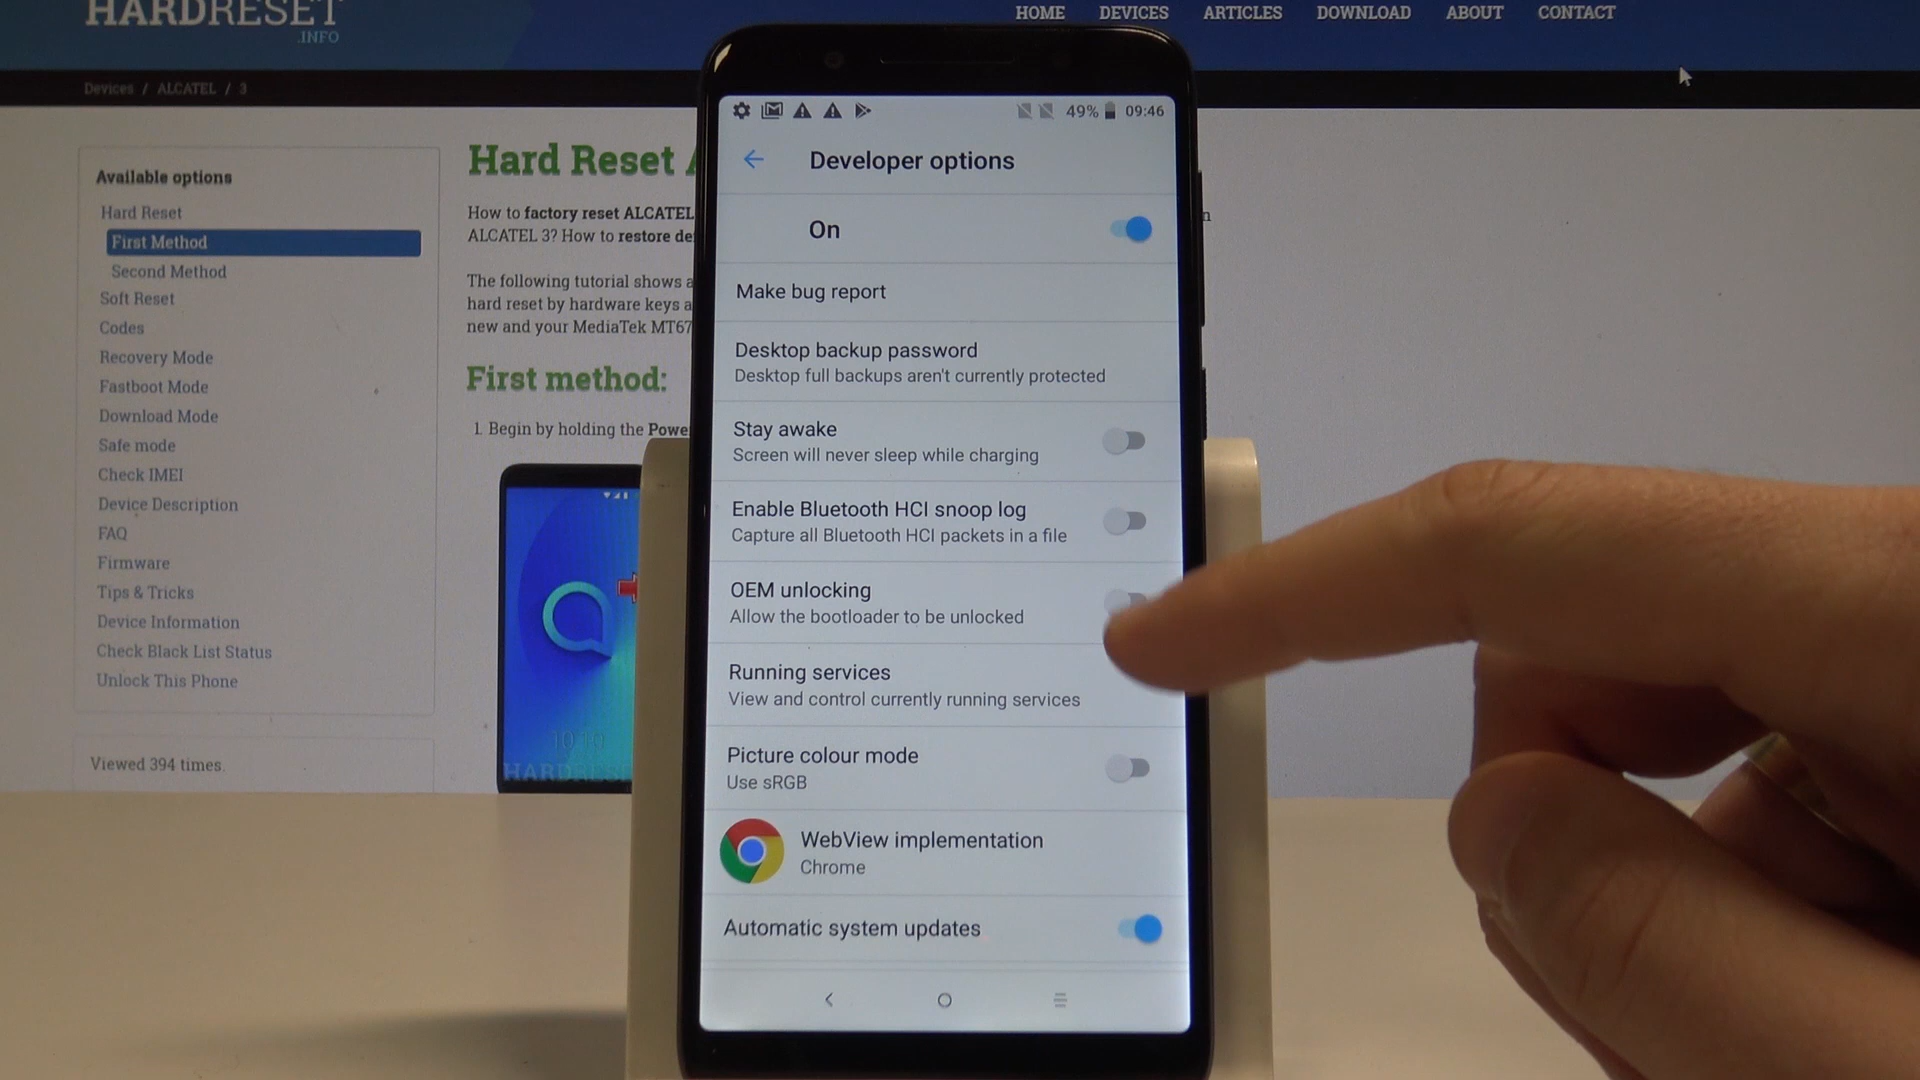 HARDRESET
.INFO
HOME DEVICES ARTICLES DOWNLOAD ABOUT CONTACT
Devices / ALCATEL / 3
Available options
Hard Reset
First Method
Second Method
Soft Reset
Codes
Recovery Mode
Fastboot Mode
Download Mode
Safe mode
Check IMEI
Device Description
FAQ
Firmware
Tips & Tricks
Device Information
Check Black List Status
Unlock This Phone
Viewed 394 times.
Hard Reset
How to factory reset ALCATEL
ALCATEL 3? How to restore
The following tutorial shows
hard reset by hardware keys
new and your MediaTek
First method:
1. Begin by holding the
10:10
49% 09:46
Developer options
On
Make bug report
Desktop backup password
Desktop full backups aren't currently protected
Stay awake
Screen will never sleep while charging
Enable Bluetooth HCI snoop log
Capture all Bluetooth HCI packets in a file
OEM unlocking
Allow the bootloader to be unlocked
Running services
View and control currently running services
Picture colour mode
Use sRGB
WebView implementation
Chrome
Automatic system updates